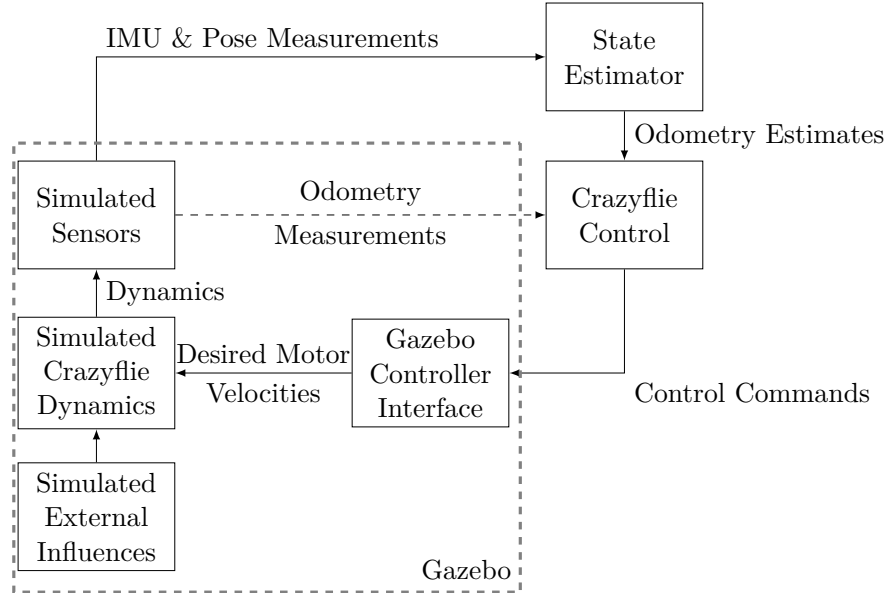 IMU & Pose Measurements
State
Estimator
Odometry Estimates
Simulated
Sensors
Odometry
Measurements
Crazyflie
Control
Dynamics
Simulated
Crazyflie
Dynamics
Desired Motor
Velocities
Gazebo
Controller
Interface
Control Commands
Simulated
External
Influences
Gazebo